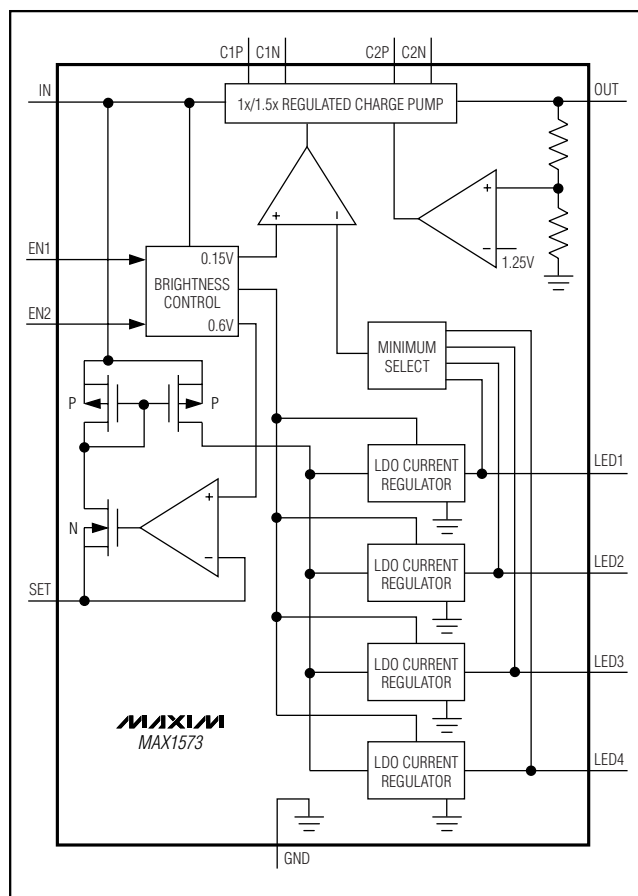 C1P C1N C2P C2N
IN
1x/1.5x REGULATED CHARGE PUMP
OUT
+
−
+
−
1.25V
EN1
0.15V
BRIGHTNESS
CONTROL
EN2
0.6V
MINIMUM
SELECT
P
P
LDO CURRENT
REGULATOR
LED1
N
+
−
LDO CURRENT
REGULATOR
LED2
SET
LDO CURRENT
REGULATOR
LED3
MAXIM
MAX1573
LDO CURRENT
REGULATOR
LED4
GND